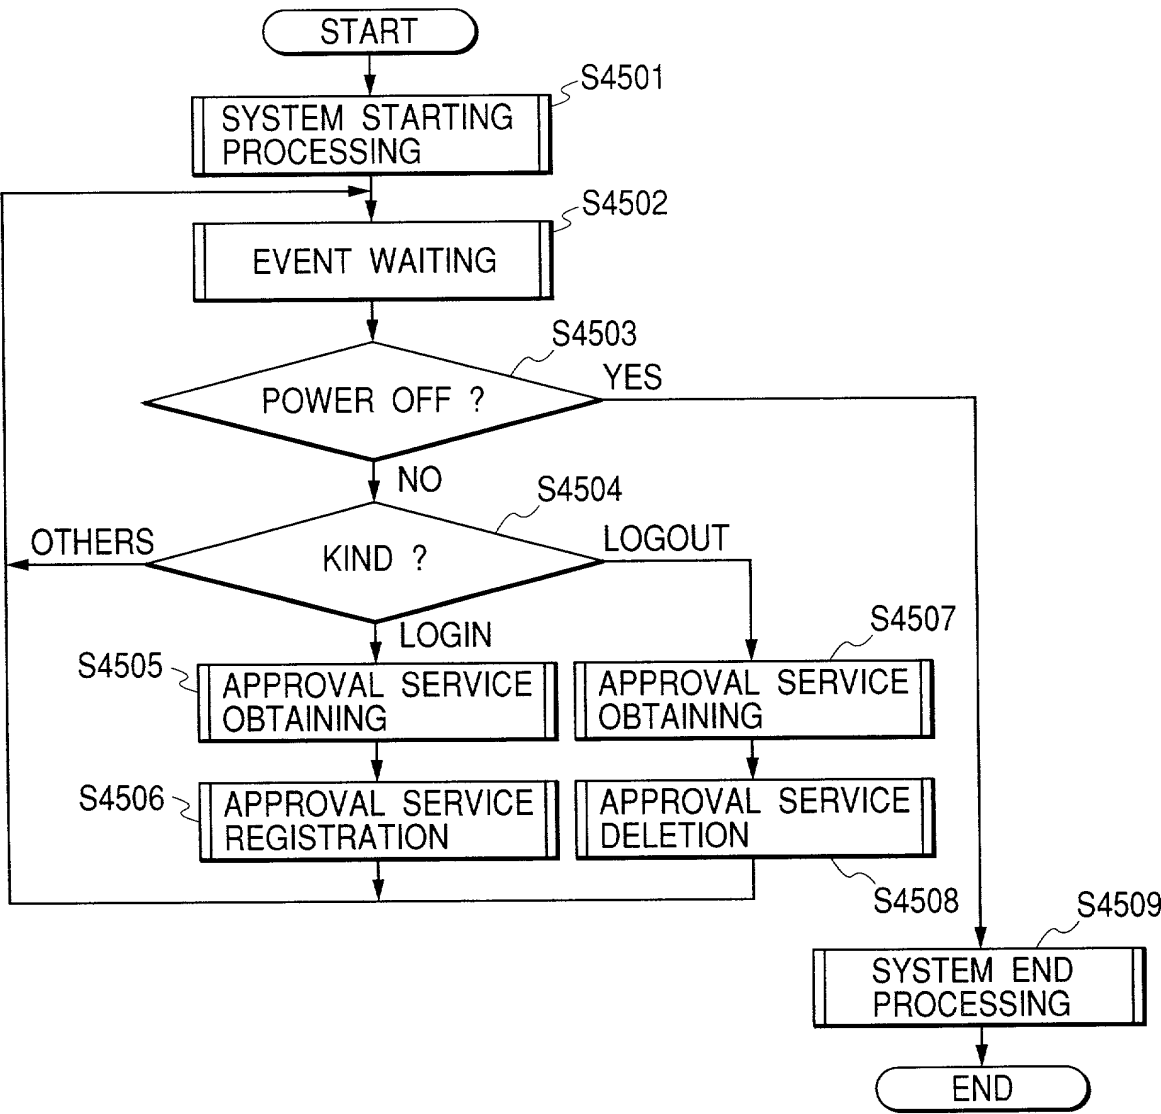 START
S4501
SYSTEM STARTING
PROCESSING
S4502
EVENT WAITING
S4503
POWER OFF ?
YES
NO
S4504
OTHERS
KIND ?
LOGOUT
LOGIN
S4505
APPROVAL SERVICE
OBTAINING
S4507
APPROVAL SERVICE
OBTAINING
S4506
APPROVAL SERVICE
REGISTRATION
APPROVAL SERVICE
DELETION
S4508
S4509
SYSTEM END
PROCESSING
END